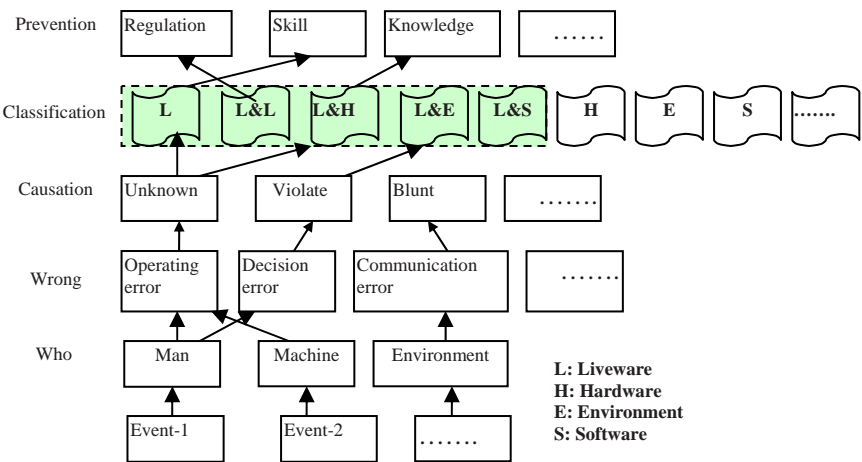 Prevention Regulation Skill Knowledge ......
Classification L L&L L&H L&E L&S H E S .......
Causation Unknown Violate Blunt .......
Wrong Operating error Decision error Communication error .......
Who Man Machine Environment
Event-1 Event-2 .......
L: Liveware
H: Hardware
E: Environment
S: Software